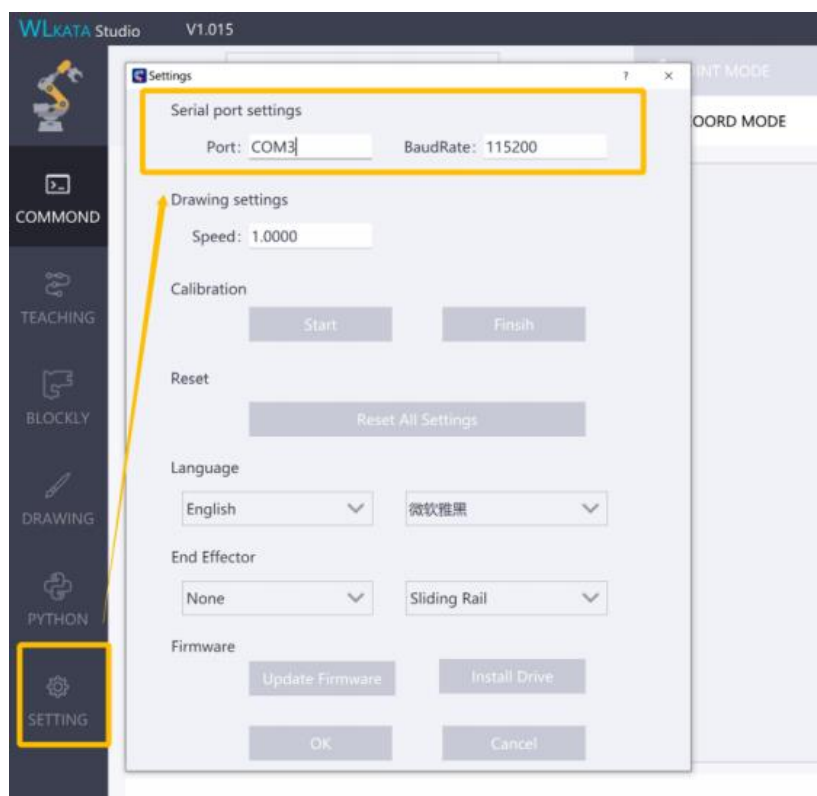 WLKATA Studio V1.015
Settings ? ×
INT MODE
OORD MODE
Serial port settings
Port: COM3 BaudRate: 115200
COMMOND
Drawing settings
Speed: 1.0000
TEACHING
Calibration
Start Finsih
BLOCKLY
Reset
Reset All Settings
Language
English 微软雅黑
DRAWING
End Effector
None Sliding Rail
PYTHON
Firmware
Update Firmware Install Drive
SETTING
OK Cancel